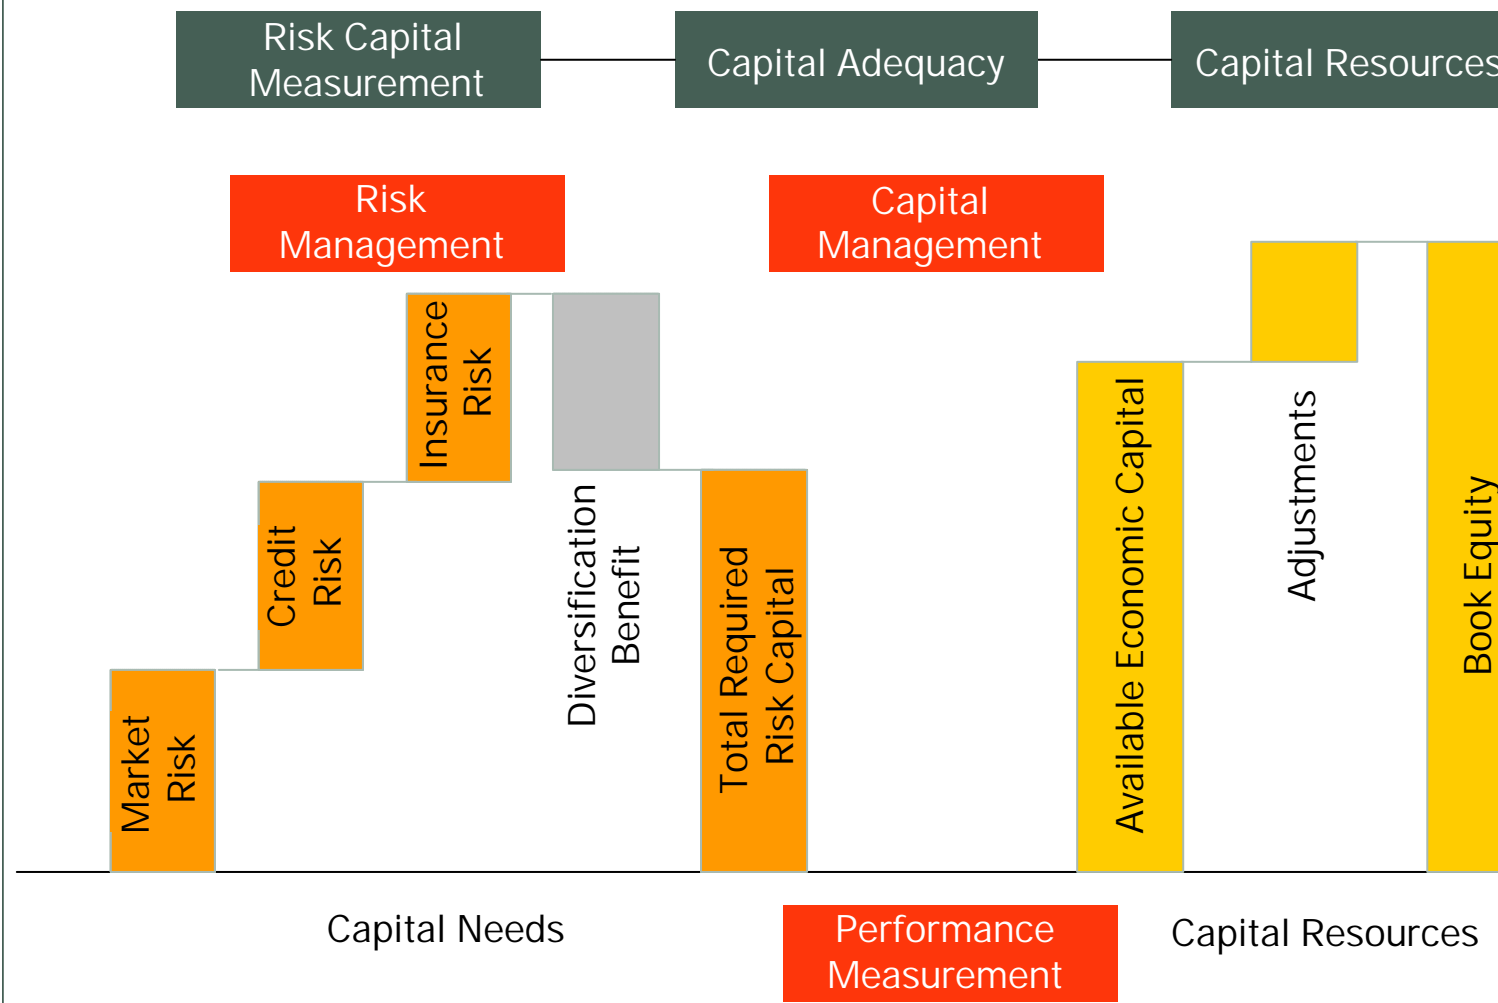 Risk Capital
Measurement
Capital Adequacy
Capital Resources
Risk
Management
Capital
Management
Market
Risk
Credit
Risk
Insurance
Risk
Diversification
Benefit
Total Required
Risk Capital
Available Economic Capital
Adjustments
Book Equity
Capital Needs
Performance
Measurement
Capital Resources